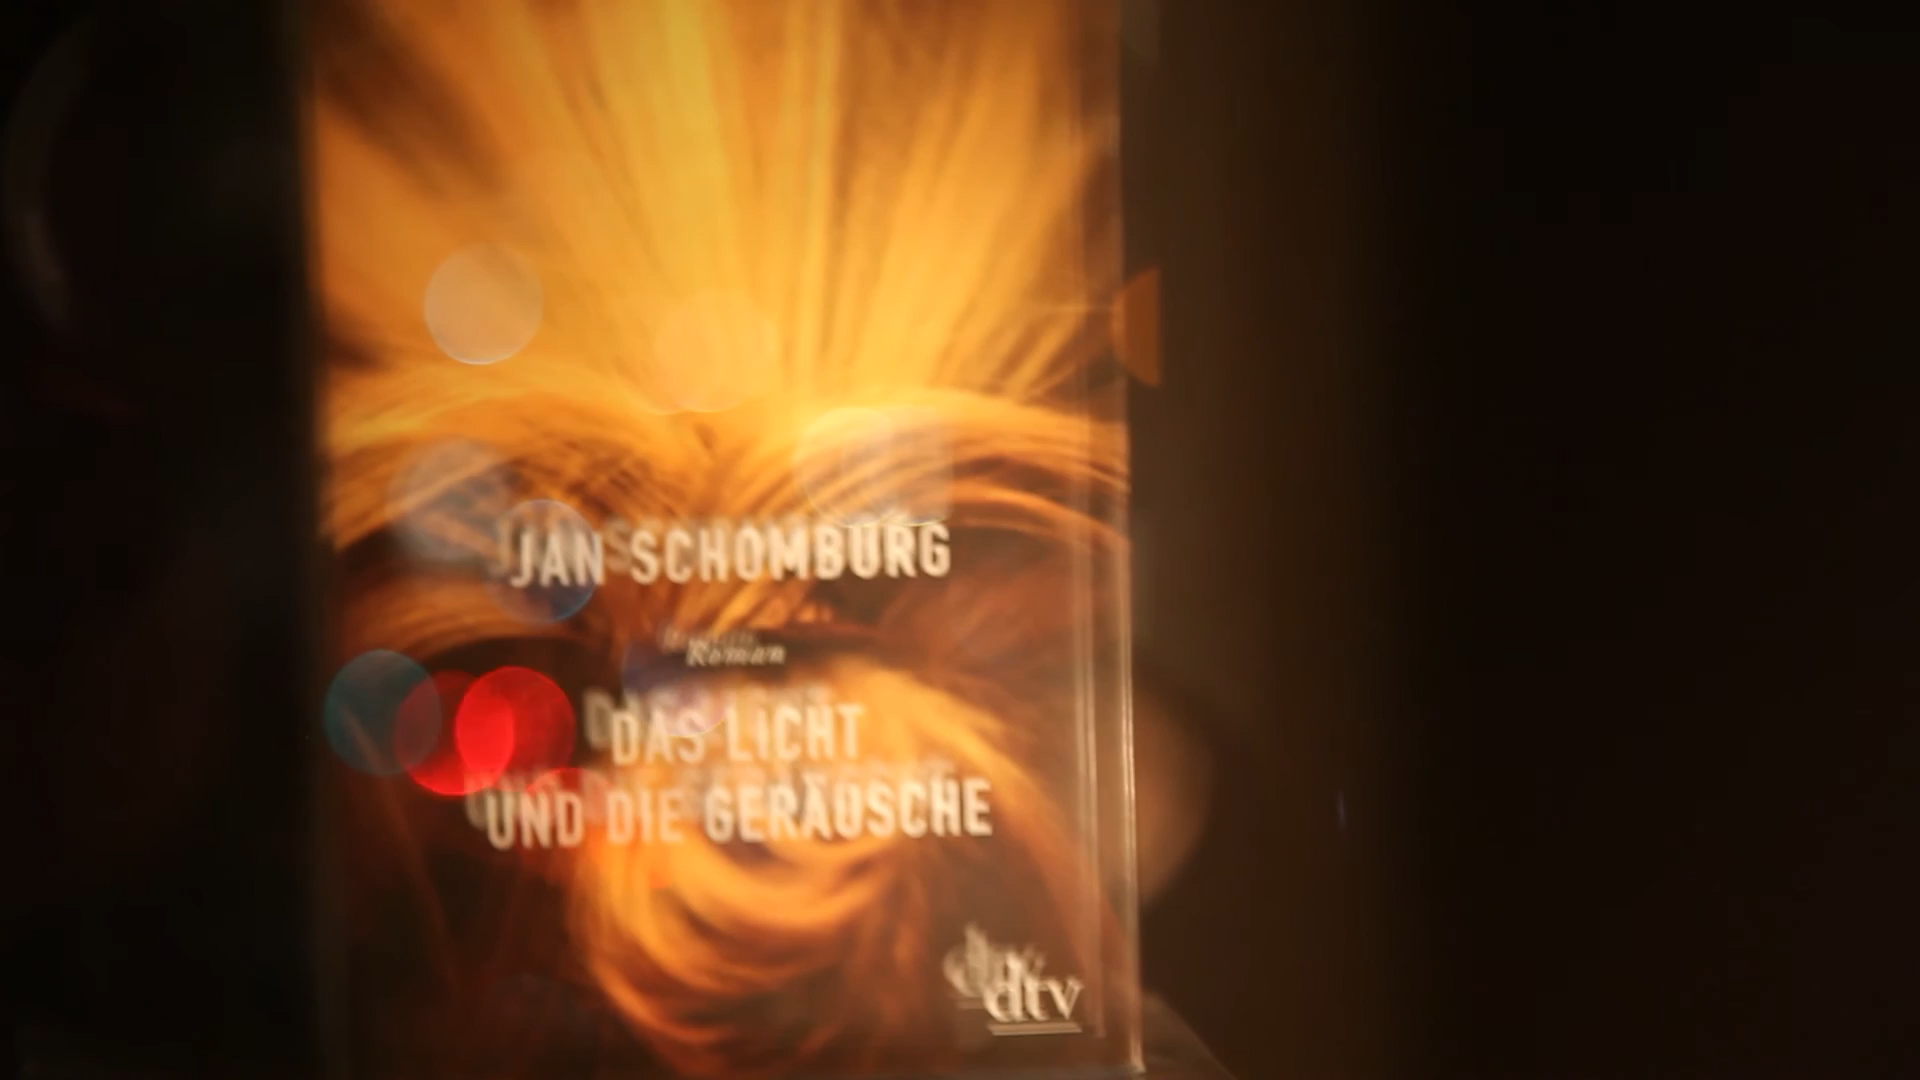 JAN SCHOMBURG
Roman
DAS LiCHT
UND DIE GERÄUSCHE
dtv